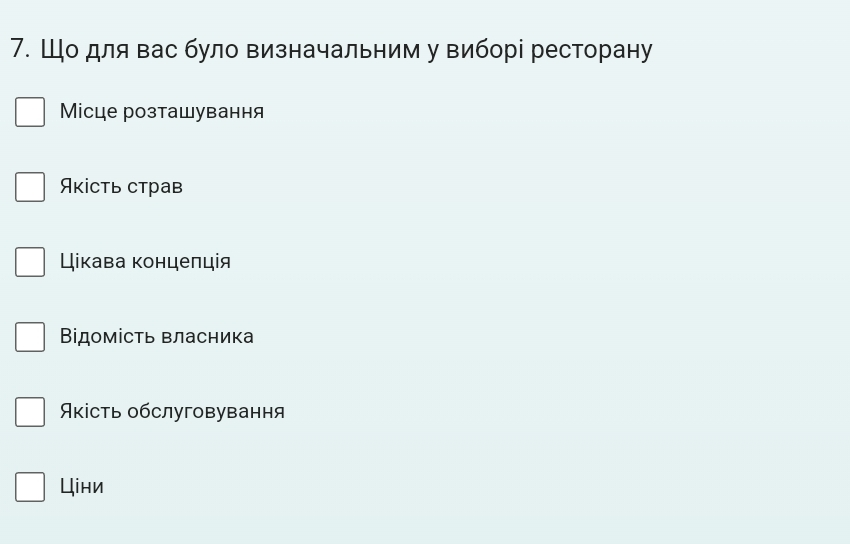 7. Що для вас було визначальним у виборі ресторану
Місце розташування
Якість страв
Цікава концепція
Відомість власника
Якість обслуговування
Ціни